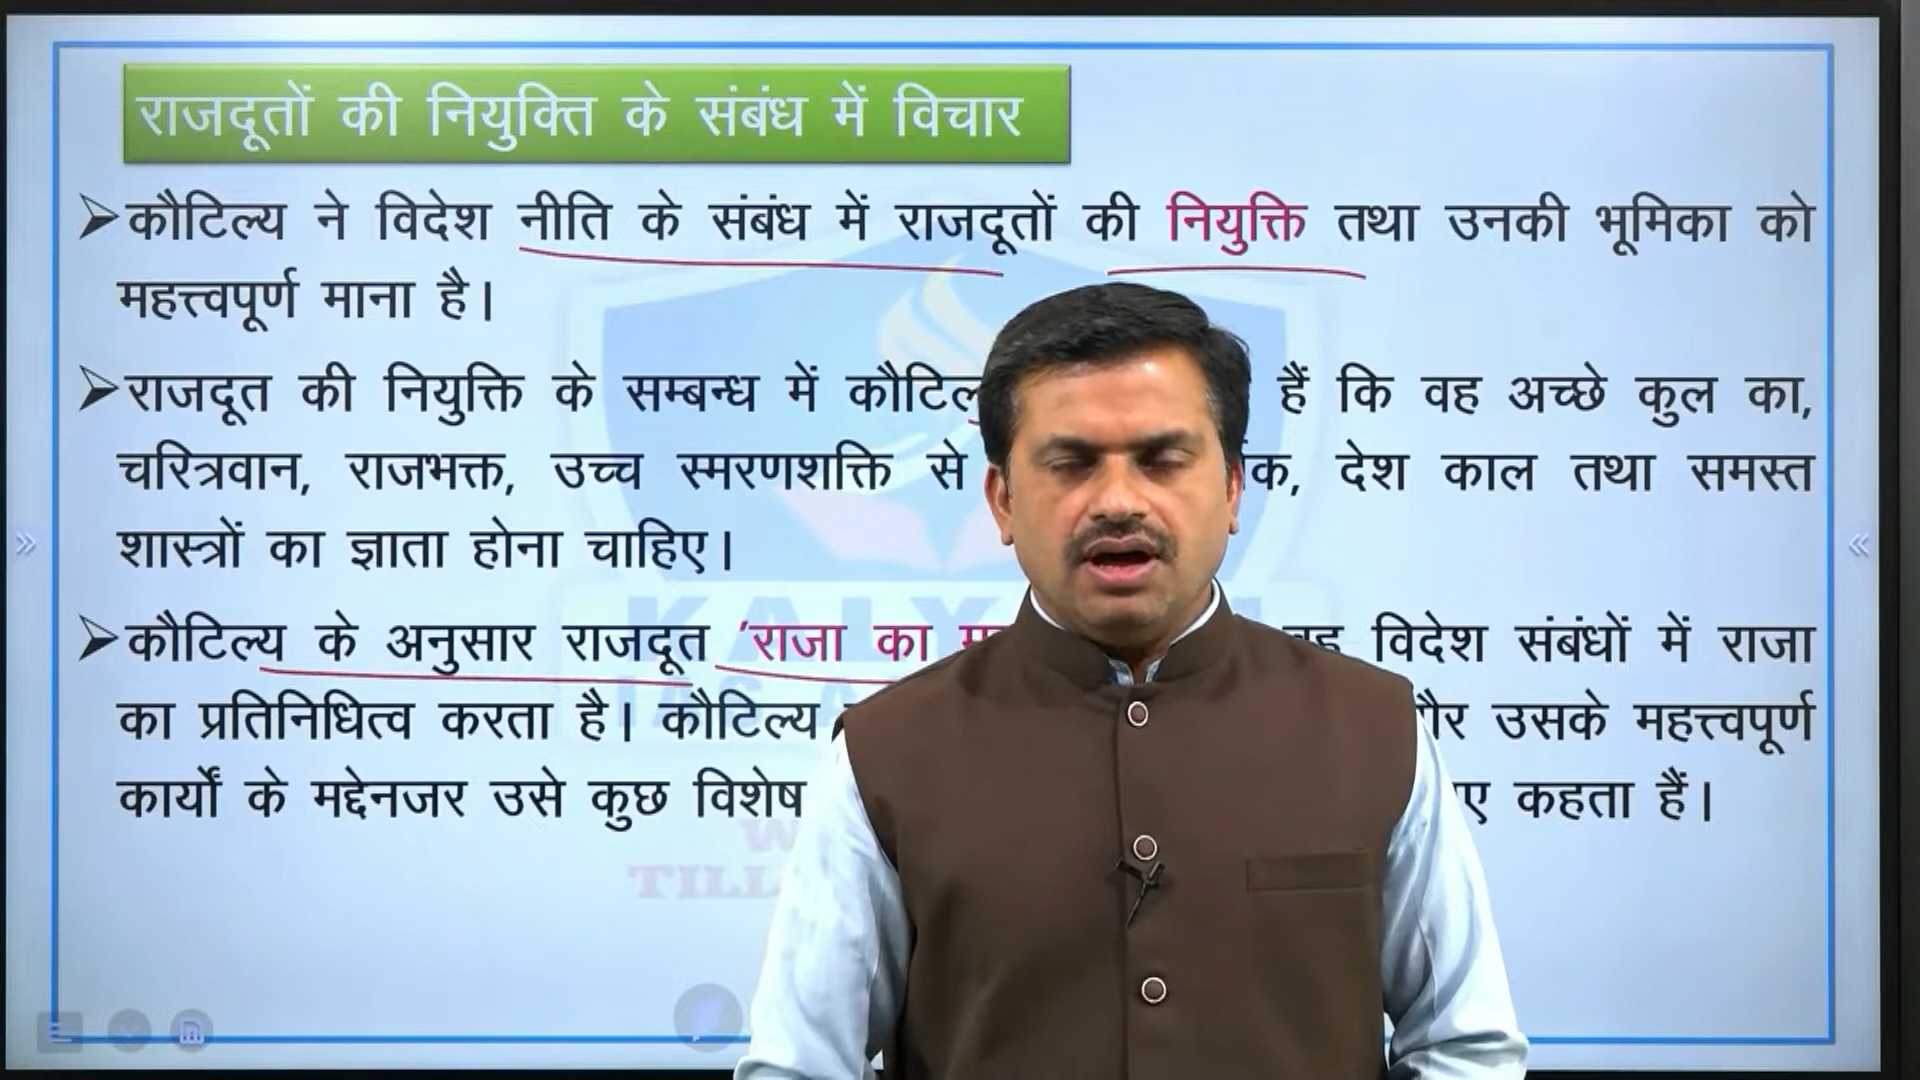 राजदूतों की नियुक्ति के संबंध में विचार
➢कौटिल्य ने विदेश नीति के संबंध में राजदूतों की नियुक्ति तथा उनकी भूमिका को
महत्त्वपूर्ण माना है।
➢राजदूत की नियुक्ति के सम्बन्ध में हैं कि वह अच्छे कुल का,
चरित्रवान, राजभक्त, उच्च स्मरणशक्ति से देश काल तथा समस्त
शास्त्रों का ज्ञाता होना चाहिए।
➢कौटिल्य के अनुसार राजदूत 'राजा का विदेश संबंधों में राजा
का प्रतिनिधित्व करता है। कौटिल्य उसके महत्त्वपूर्ण
कार्यों के मद्देनजर उसे कुछ विशेष कहता हैं।